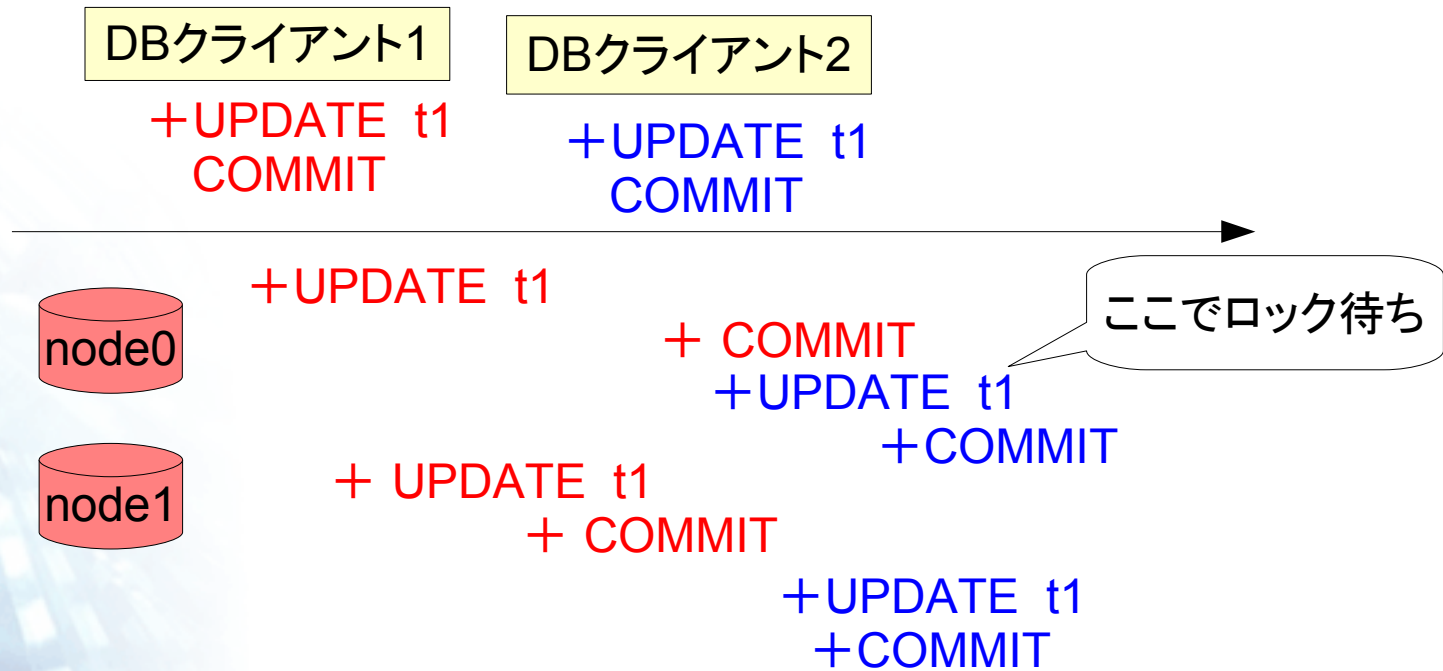 DBクライアント1
DBクライアント2
＋UPDATE t1
COMMIT
＋UPDATE t1
COMMIT
＋UPDATE t1
ここでロック待ち
node0
＋ COMMIT
＋UPDATE t1
＋COMMIT
node1
＋ UPDATE t1
＋ COMMIT
＋UPDATE t1
＋COMMIT